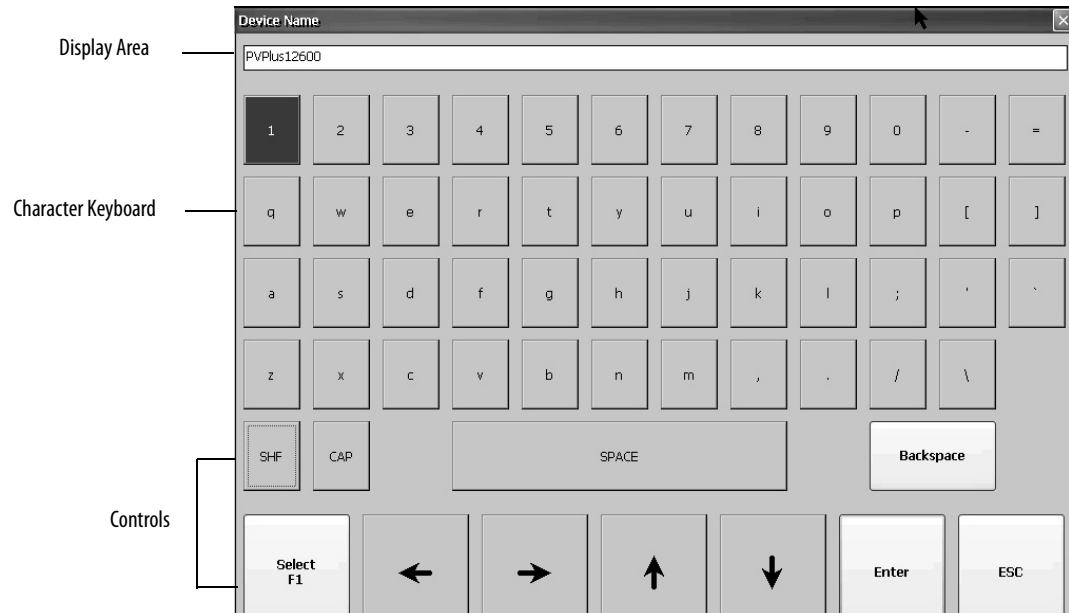 Device Name
Display Area
PVPlus12600
1 2 3 4 5 6 7 8 9 0 - =
Character Keyboard
q w e r t y u i o p [ ]
a s d f g h j k l ; ' `
z x c v b n m , . / \
SHF CAP SPACE Backspace
Controls
Select
F1
Enter ESC